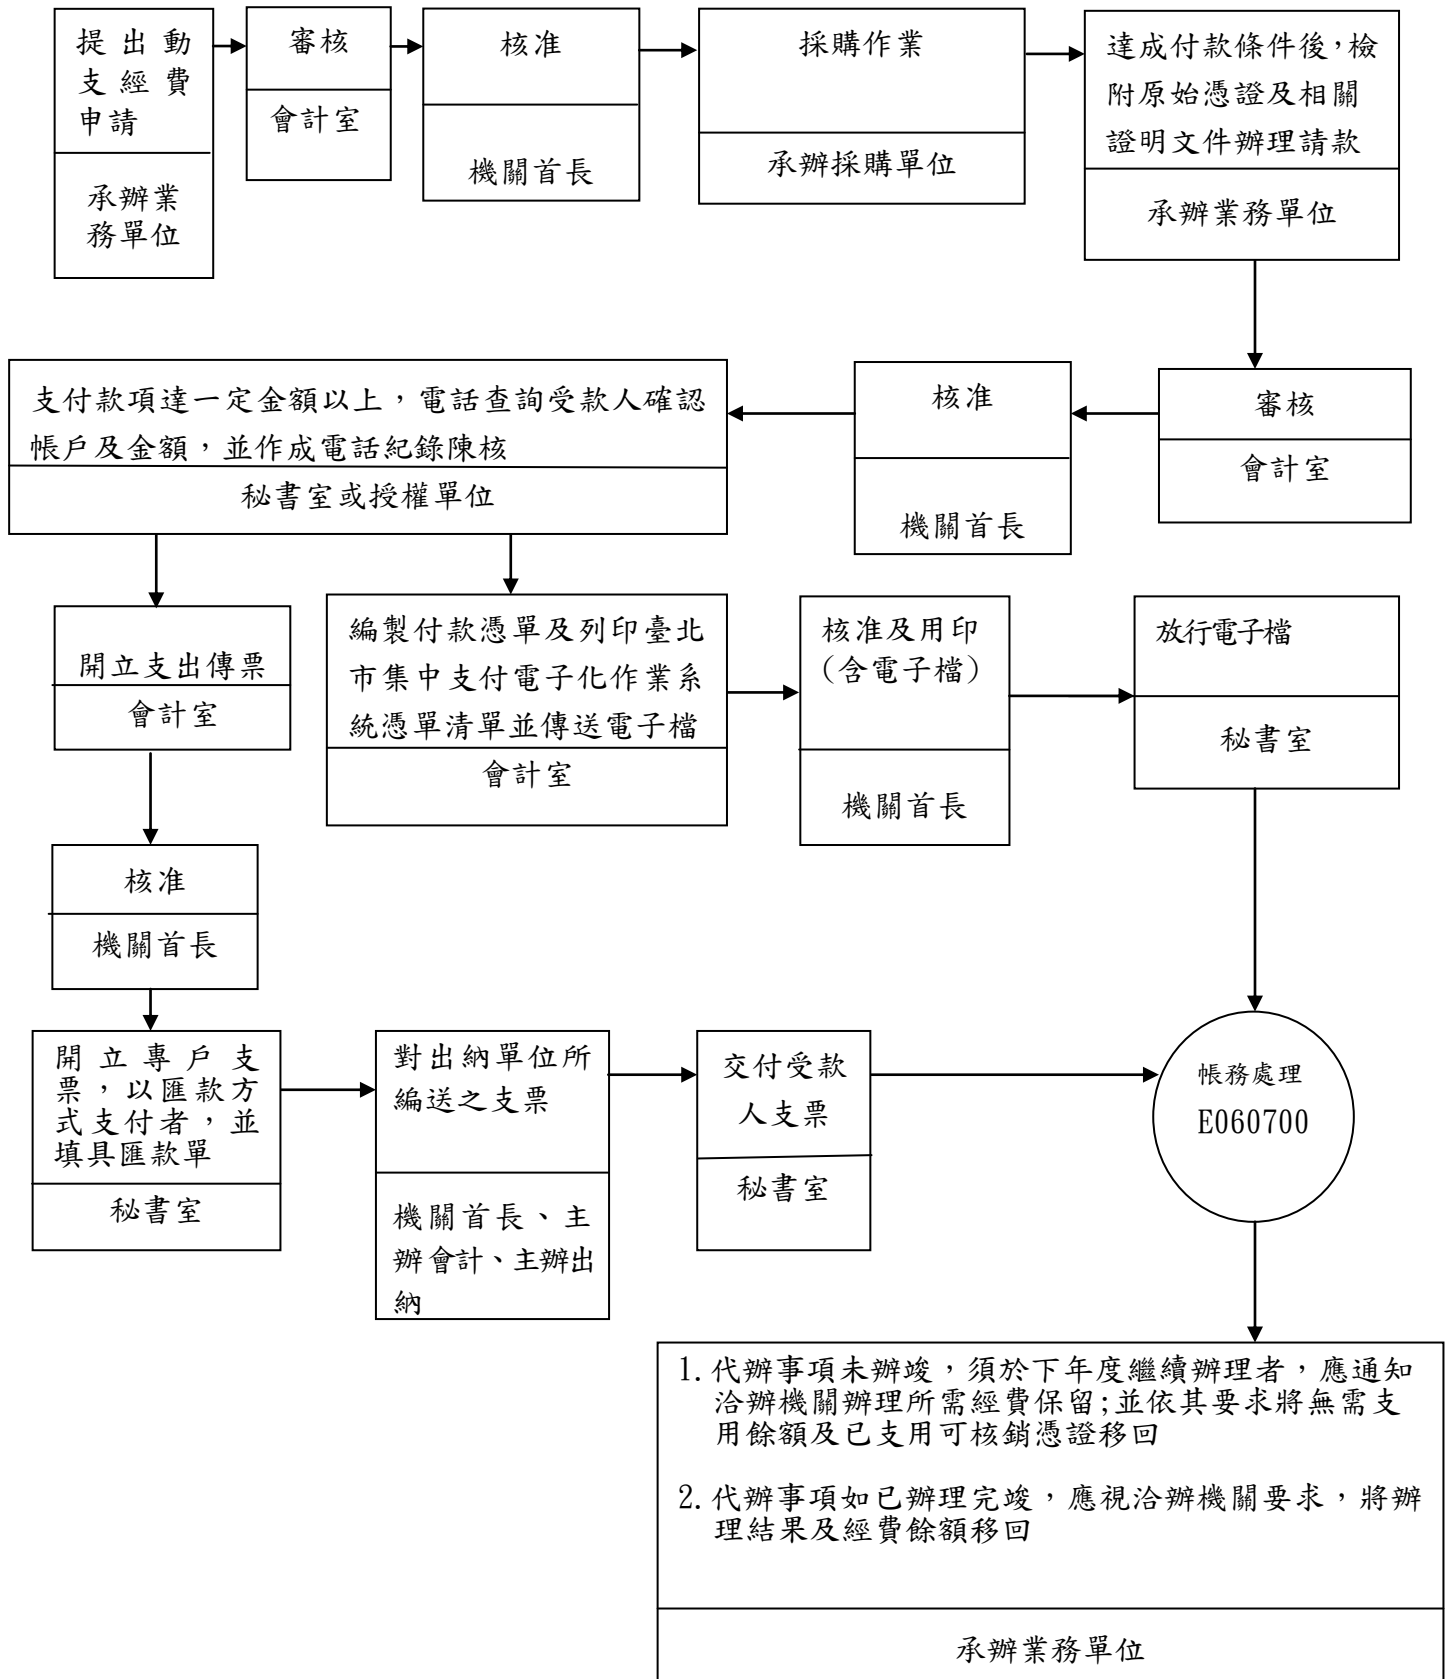 提出動
支經費
申請
承辦業
務單位
審核
會計室
核准
機關首長
採購作業
承辦採購單位
達成付款條件後，檢
附原始憑證及相關
證明文件辦理請款
承辦業務單位
審核
會計室
核准
機關首長
支付款項達一定金額以上，電話查詢受款人確認
帳戶及金額，並作成電話紀錄陳核
秘書室或授權單位
開立支出傳票
會計室
編製付款憑單及列印臺北
市集中支付電子化作業系
統憑單清單並傳送電子檔
會計室
核准及用印
(含電子檔)
機關首長
放行電子檔
秘書室
核准
機關首長
開立專戶支
票，以匯款方
式支付者，並
填具匯款單
秘書室
對出納單位所
編送之支票
機關首長、主
辦會計、主辦出
納
交付受款
人支票
秘書室
帳務處理
E060700
1.代辦事項未辦竣，須於下年度繼續辦理者，應通知
洽辦機關辦理所需經費保留;並依其要求將無需支
用餘額及已支用可核銷憑證移回
2.代辦事項如已辦理完竣，應視洽辦機關要求，將辦
理結果及經費餘額移回
承辦業務單位